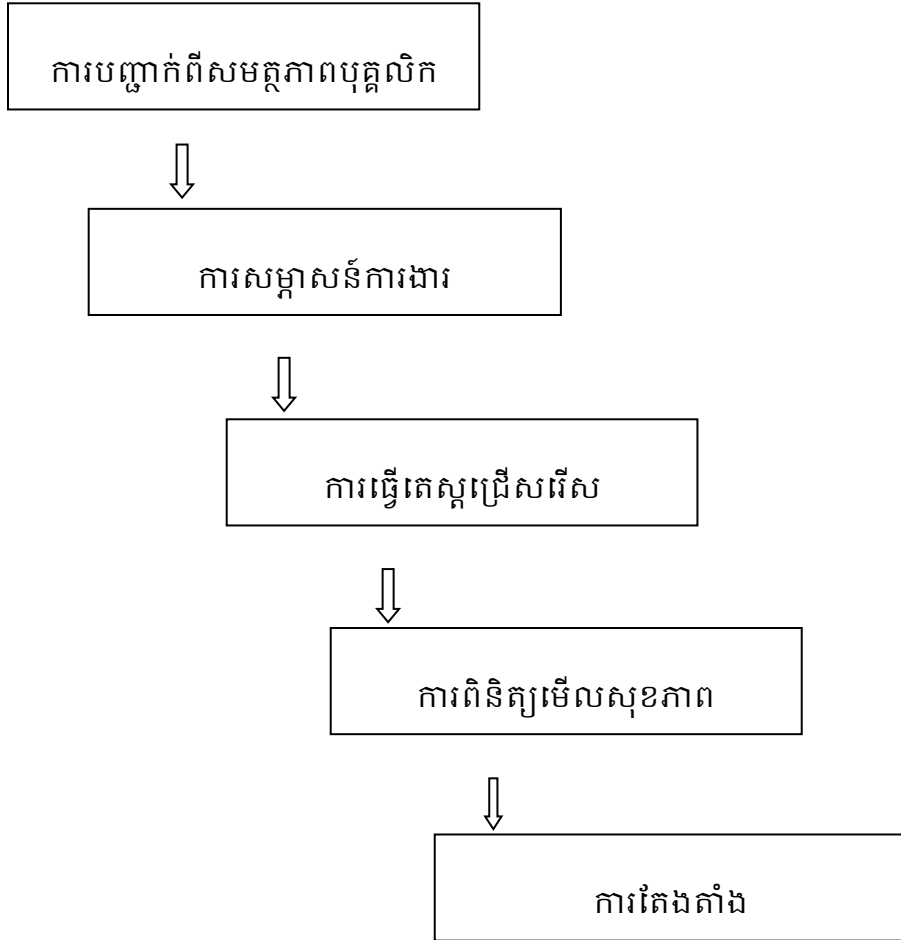 ការបញ្ជាក់ពីសមត្ថភាពបុគ្គលិក
ការសម្ភាសន៍ការងារ
ការធ្វើតេស្តជ្រើសរើស
ការពិនិត្យមើលសុខភាព
ការតែងតាំង